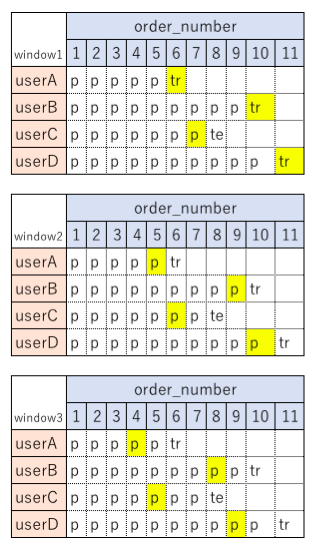 order_number
window1 1 2 3 4 5 6 7 8 9 10 11
userA p p p p p tr
userB p p p p p p p p p tr
userC p p p p p p p te
userD p p p p p p p p p p tr
order_number
window2 1 2 3 4 5 6 7 8 9 10 11
userA p p p p p tr
userB p p p p p p p p p tr
userC p p p p p p p te
userD p p p p p p p p p p tr
order_number
window3 1 2 3 4 5 6 7 8 9 10 11
userA p p p p p tr
userB p p p p p p p p p tr
userC p p p p p p p te
userD p p p p p p p p p p tr